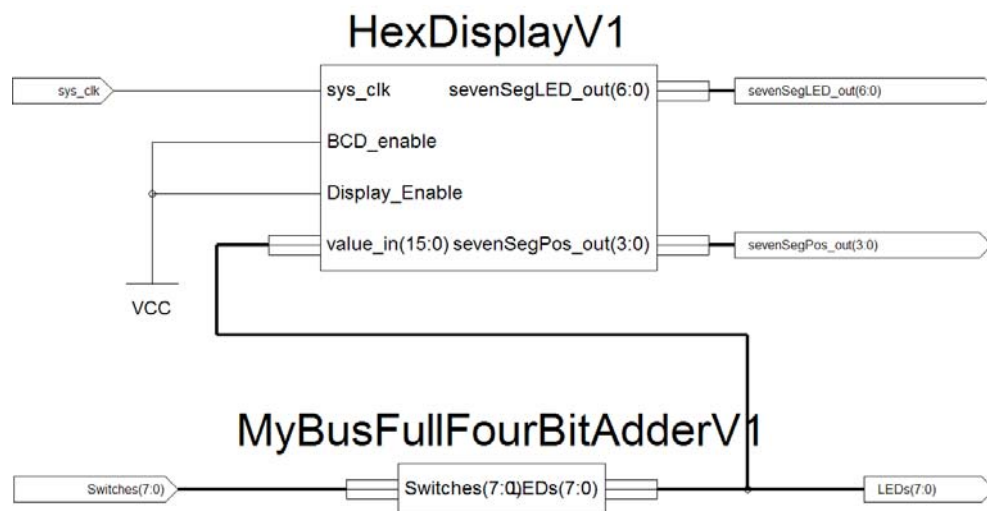 HexDisplayV1
sys_clk
sys_clk
sevenSegLED_out(6:0)
sevenSegLED_out(6:0)
BCD_enable
Display_Enable
value_in(15:0)
sevenSegPos_out(3:0)
sevenSegPos_out(3:0)
VCC
MyBusFullFourBitAdderV1
Switches(7:0)
Switches(7:0)
LEDs(7:0)
LEDs(7:0)